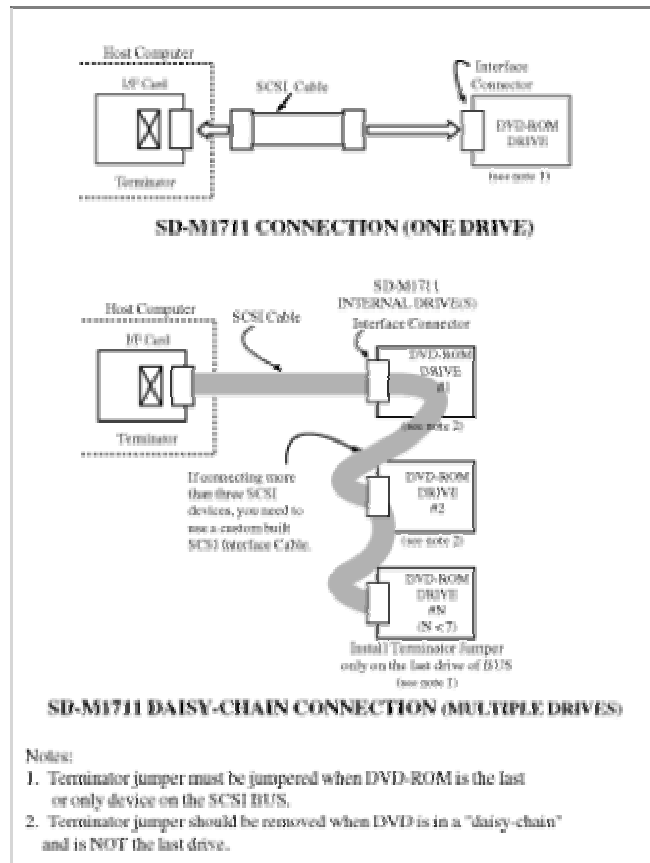 Host Computer
I/F Card
SCSI Cable
Interface
Connector
DVD-ROM
DRIVE
(see note 1)
Terminator
SD-M1711 CONNECTION (ONE DRIVE)
SD-M1711
INTERNAL DRIVE(S)
Host Computer
SCSI Cable
Interface Connector
I/F Card
DVD-ROM
DRIVE
#1
(see note 2)
Terminator
If connecting more
than three SCSI
devices, you need to
use a custom built
SCSI Interface Cable.
DVD-ROM
DRIVE
#2
(see note 2)
DVD-ROM
DRIVE
#N
(N < 7)
Install Terminator Jumper
only on the last drive of BUS
(see note 1)
SD-M1711 DAISY-CHAIN CONNECTION (MULTIPLE DRIVES)
Notes:
1. Terminator jumper must be jumpered when DVD-ROM is the last
or only device on the SCSI BUS.
2. Terminator jumper should be removed when DVD is in a "daisy-chain"
and is NOT the last drive.